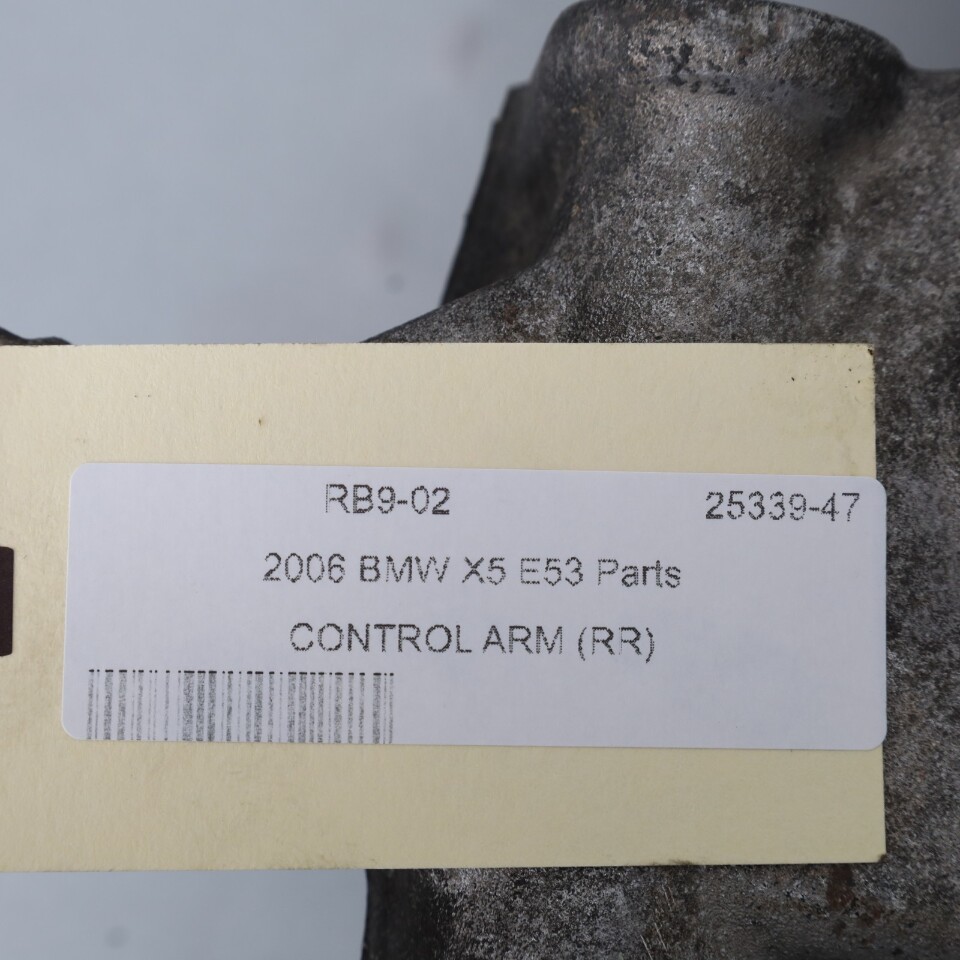 RB9-02 25339-47
2006 BMW X5 E53 Parts
CONTROL ARM (RR)